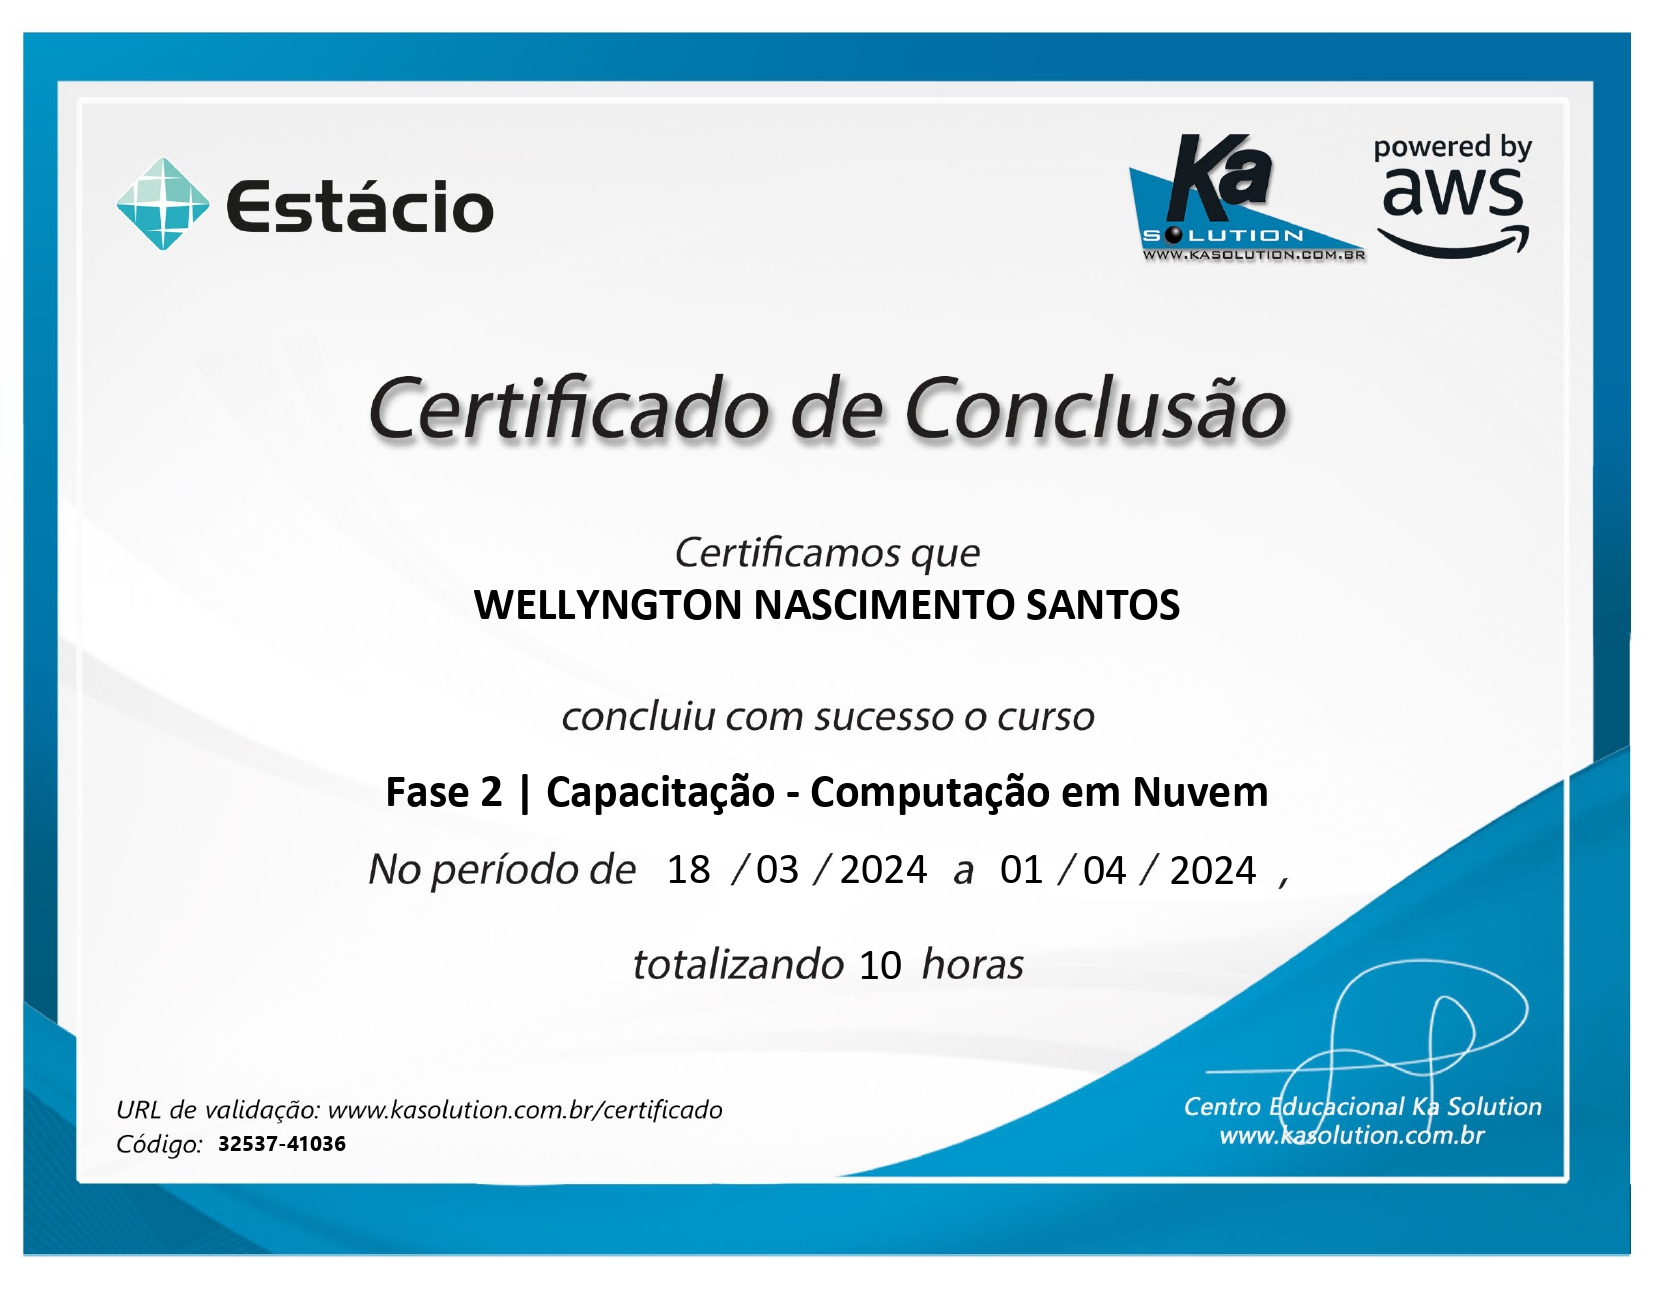 Estácio
Ka
SOLUTION
WWW.KASOLUTION.COM.BR
powered by
aws
Certificado de Conclusão
Certificamos que
WELLYNGTON NASCIMENTO SANTOS
concluiu com sucesso o curso
Fase 2 | Capacitação - Computação em Nuvem
No período de 18 / 03 / 2024 a 01 / 04 / 2024 ,
totalizando 10 horas
URL de validação: www.kasolution.com.br/certificado
Código: 32537-41036
Centro Educacional Ka Solution
www.kasolution.com.br